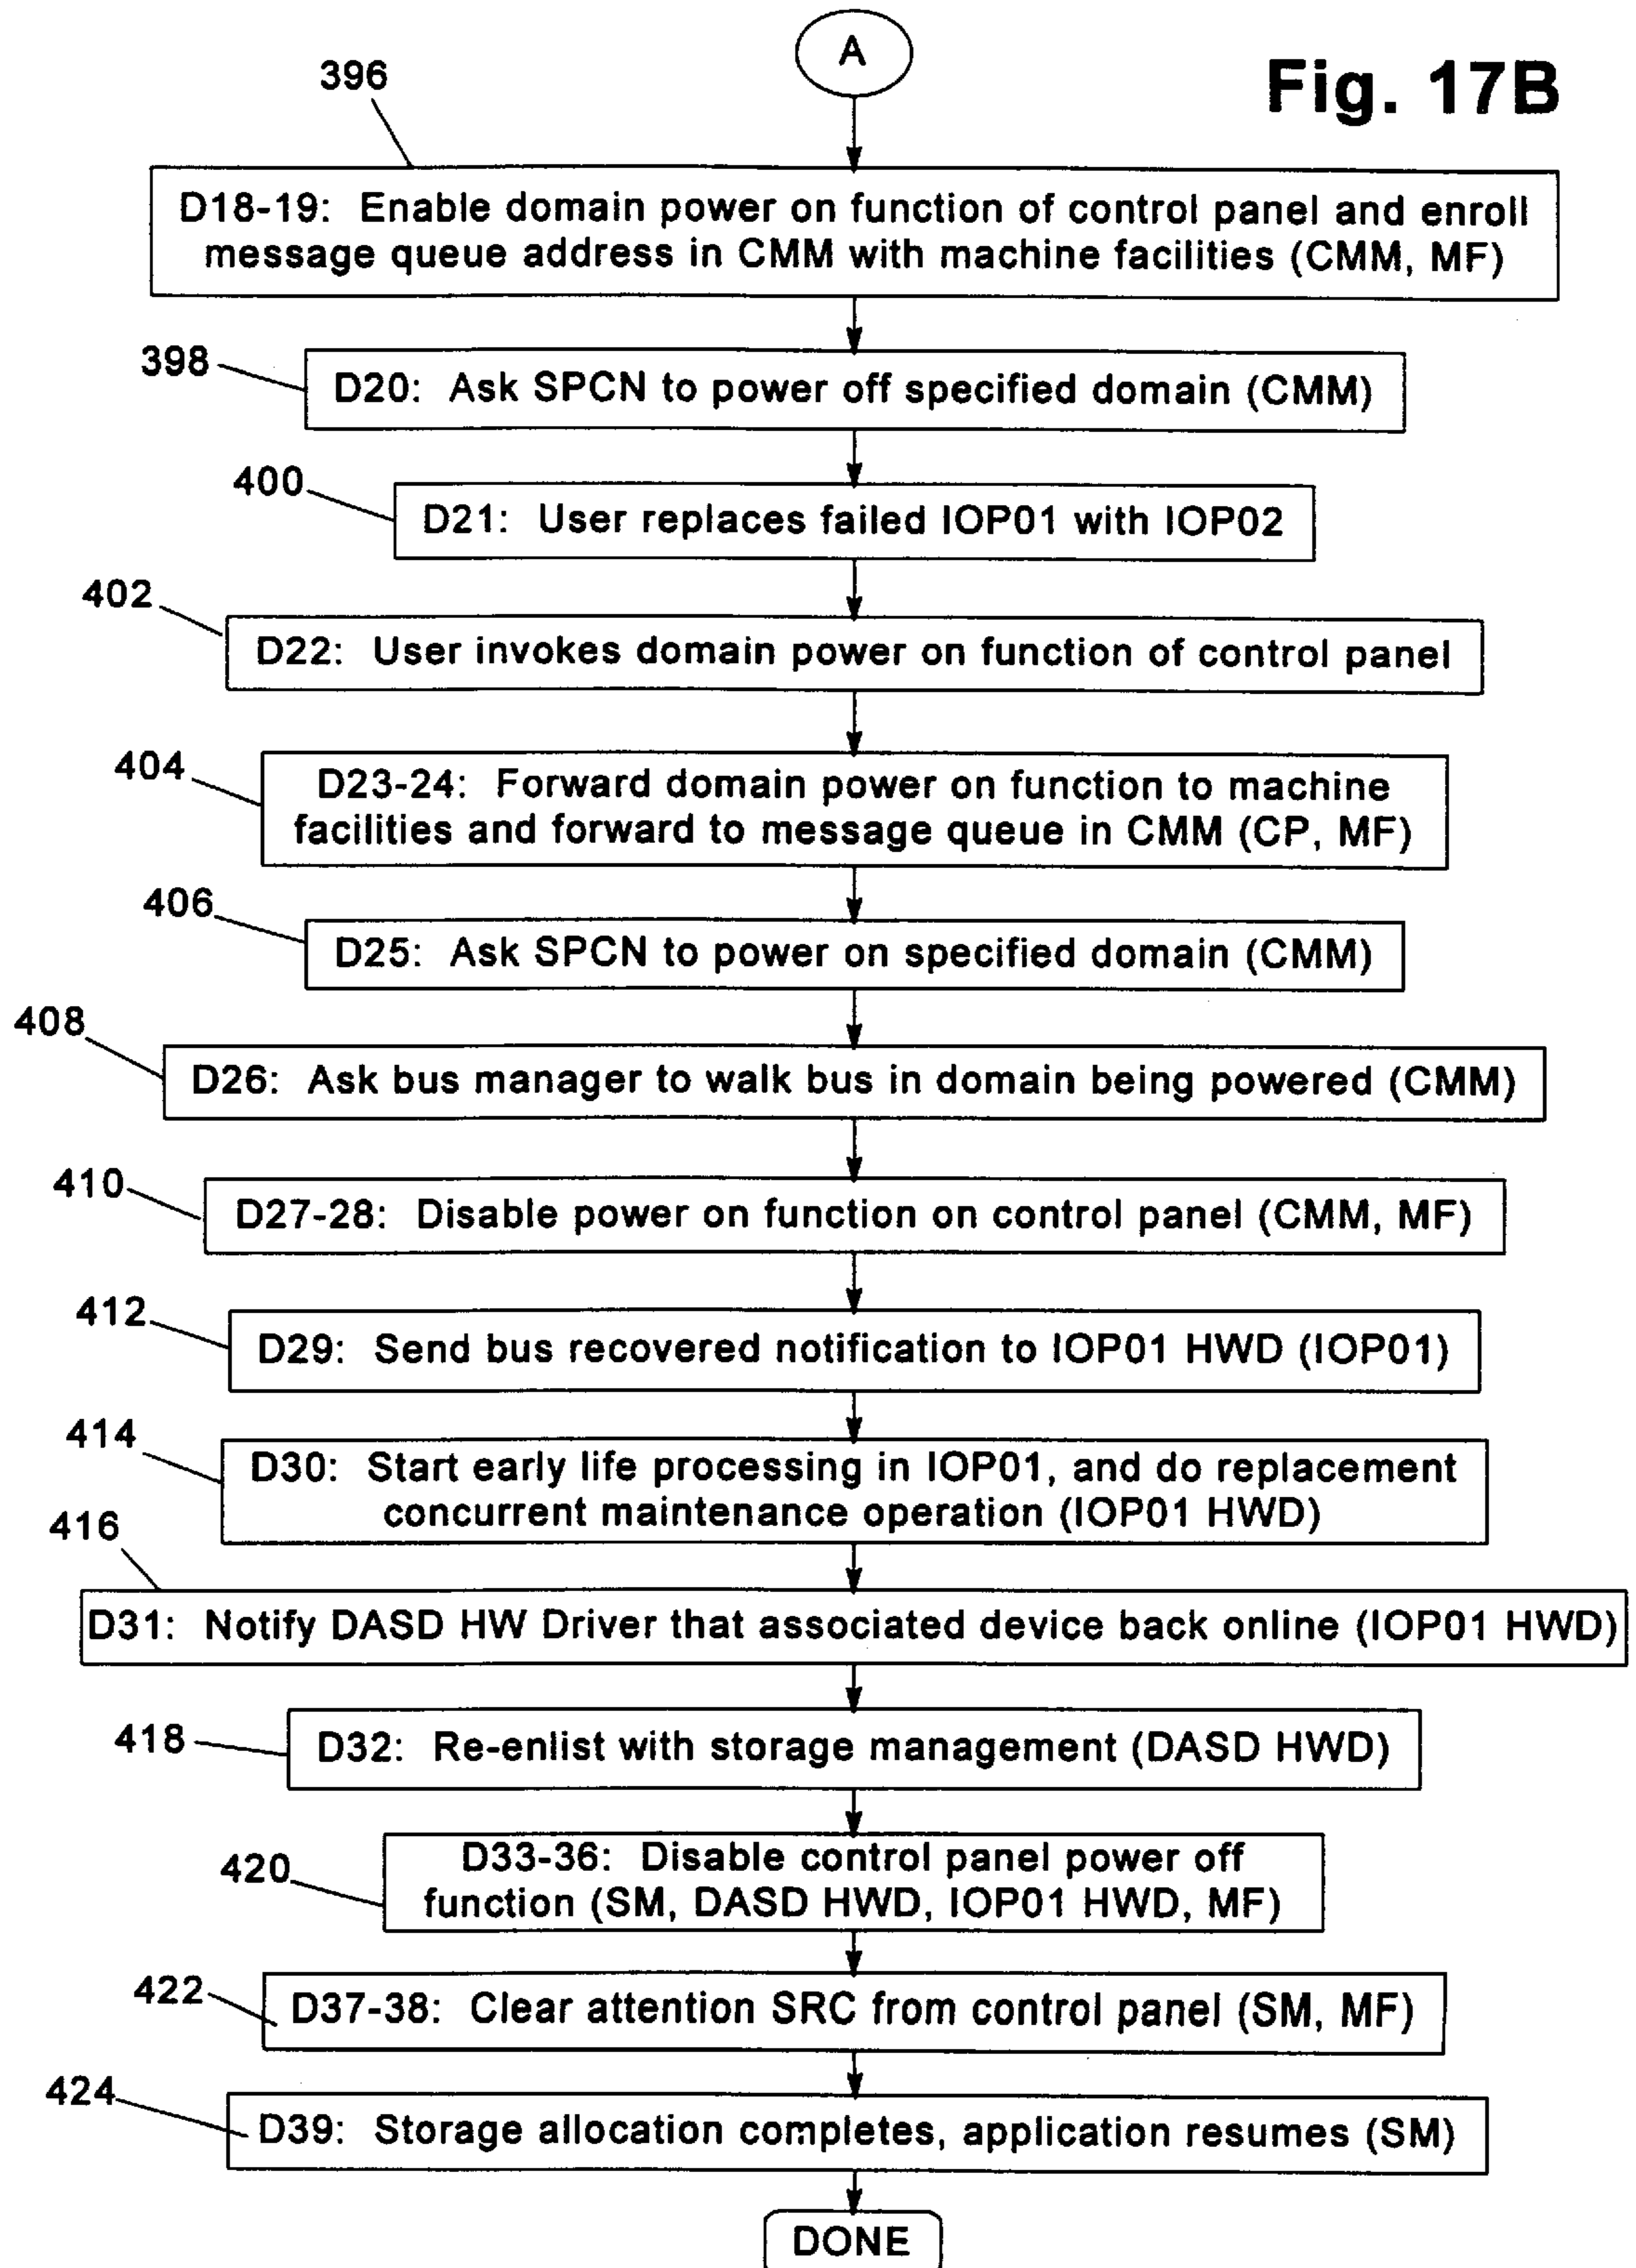 A
Fig. 17B
396
D18-19: Enable domain power on function of control panel and enroll
message queue address in CMM with machine facilities (CMM, MF)
398
D20: Ask SPCN to power off specified domain (CMM)
400
D21: User replaces failed IOP01 with IOP02
402
D22: User invokes domain power on function of control panel
404
D23-24: Forward domain power on function to machine
facilities and forward to message queue in CMM (CP, MF)
406
D25: Ask SPCN to power on specified domain (CMM)
408
D26: Ask bus manager to walk bus in domain being powered (CMM)
410
D27-28: Disable power on function on control panel (CMM, MF)
412
D29: Send bus recovered notification to IOP01 HWD (IOP01)
414
D30: Start early life processing in IOP01, and do replacement
concurrent maintenance operation (IOP01 HWD)
416
D31: Notify DASD HW Driver that associated device back online (IOP01 HWD)
418
D32: Re-enlist with storage management (DASD HWD)
420
D33-36: Disable control panel power off
function (SM, DASD HWD, IOP01 HWD, MF)
422
D37-38: Clear attention SRC from control panel (SM, MF)
424
D39: Storage allocation completes, application resumes (SM)
DONE